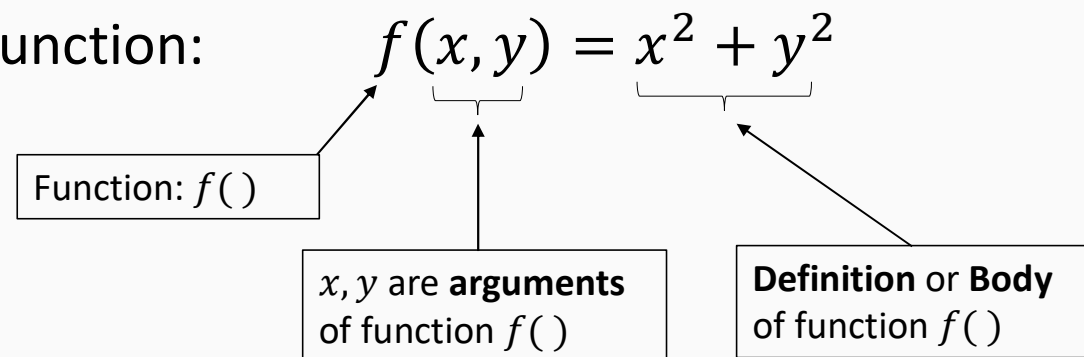 unction: f(x, y) = x² + y²
Function: f( )
x, y are arguments
of function f( )
Definition or Body
of function f( )